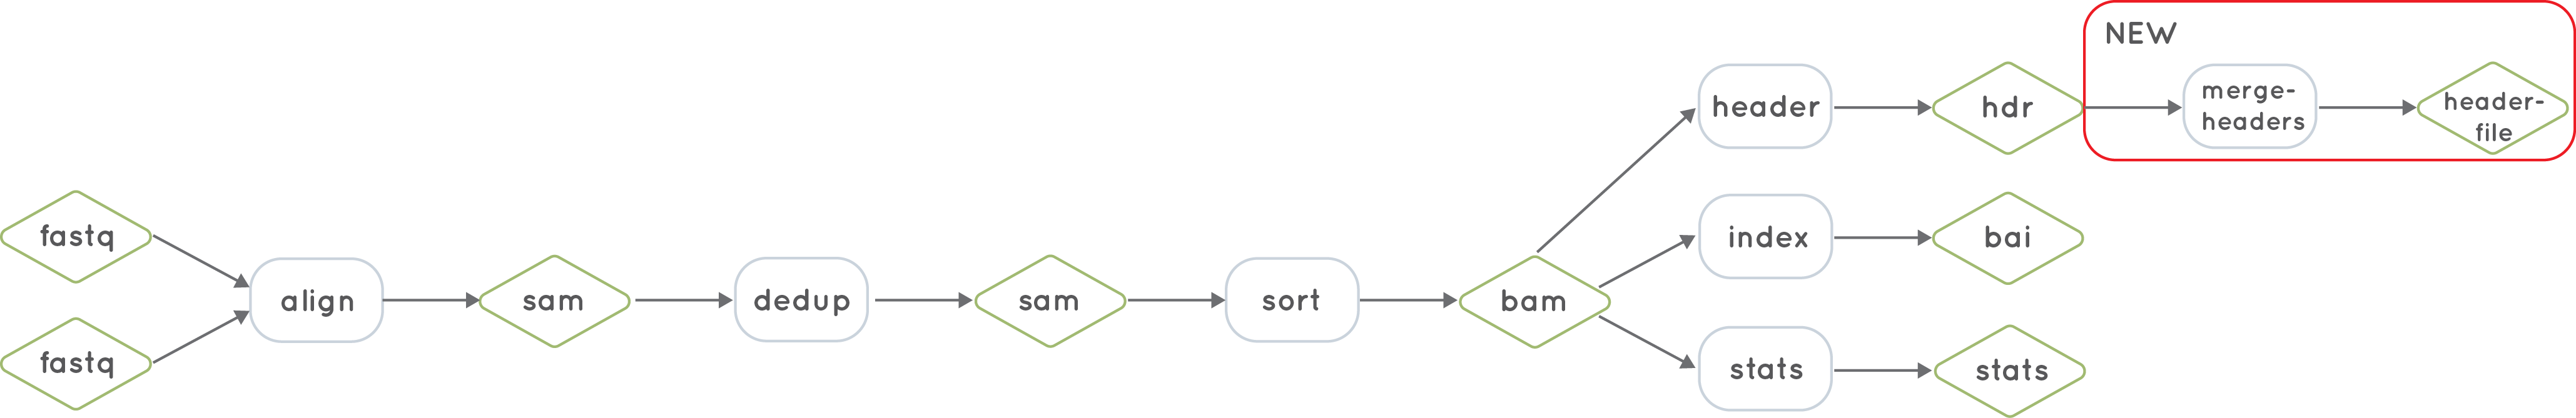 NEW
header
hdr
merge-
headers
header-
file
fastq
index
bai
align
sam
dedup
sam
sort
bam
fastq
stats
stats